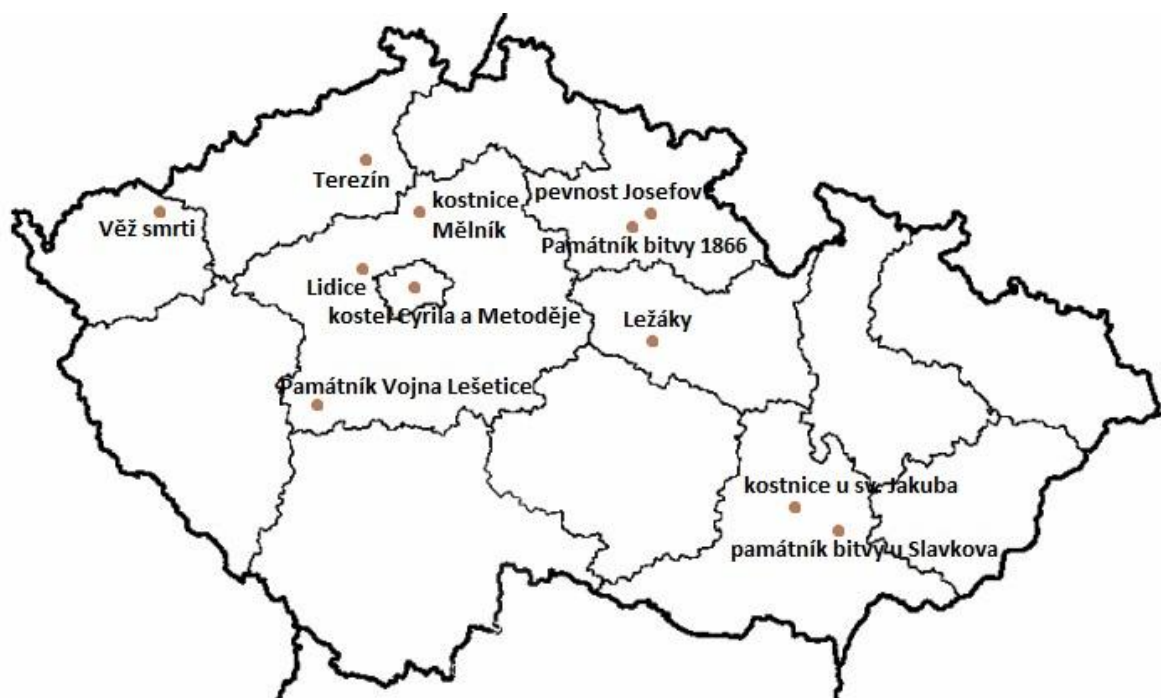 Terezín
kostnice
Mělník
pevnost Josefov
Věž smrti
Památník bitvy 1866
Lidice
kostel Cyrila a Metoděje
Ležáky
Památník Vojna Lešetice
kostnice u sv. Jakuba
památník bitvy u Slavkova